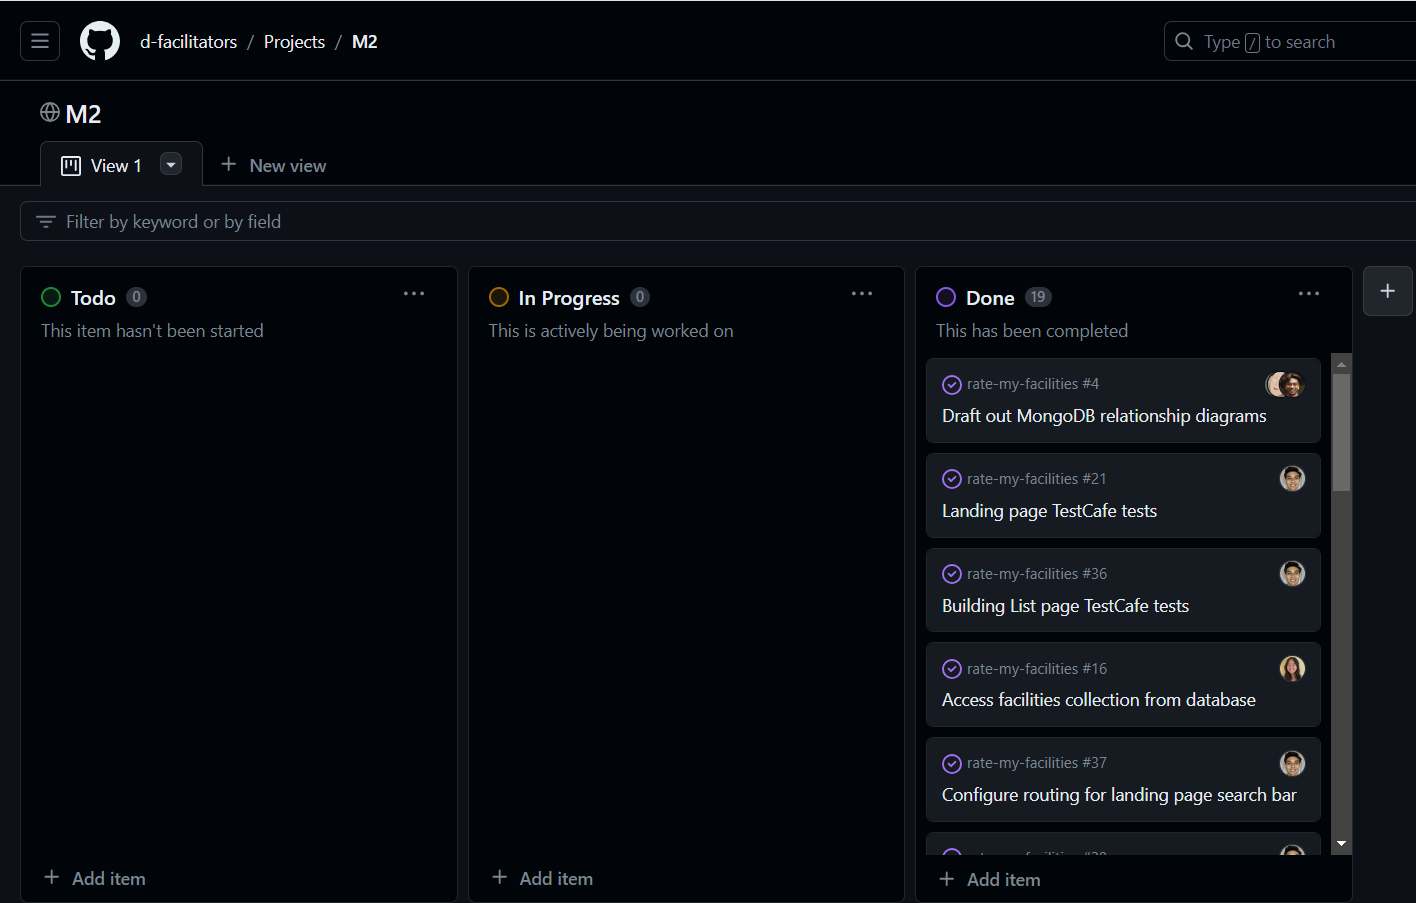 d-facilitators / Projects / M2
Type / to search
M2
View 1
New view
Filter by keyword or by field
Todo 0
This item hasn't been started
Add item
In Progress 0
This is actively being worked on
Add item
Done 19
This has been completed
rate-my-facilities #4
Draft out MongoDB relationship diagrams
rate-my-facilities #21
Landing page TestCafe tests
rate-my-facilities #36
Building List page TestCafe tests
rate-my-facilities #16
Access facilities collection from database
rate-my-facilities #37
Configure routing for landing page search bar
Add item